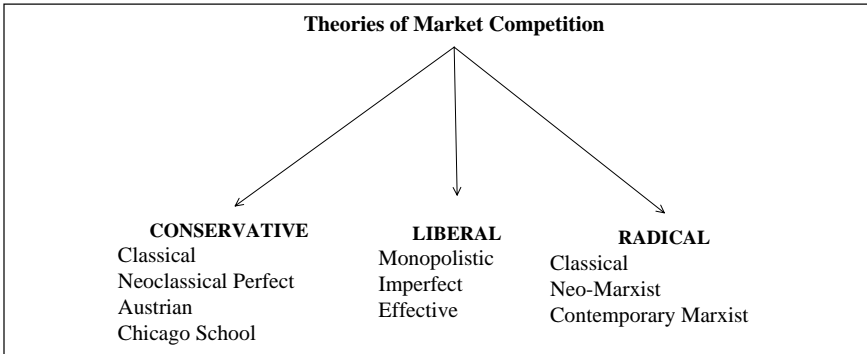 Theories of Market Competition
CONSERVATIVE
Classical
Neoclassical Perfect
Austrian
Chicago School
LIBERAL
Monopolistic
Imperfect
Effective
RADICAL
Classical
Neo-Marxist
Contemporary Marxist